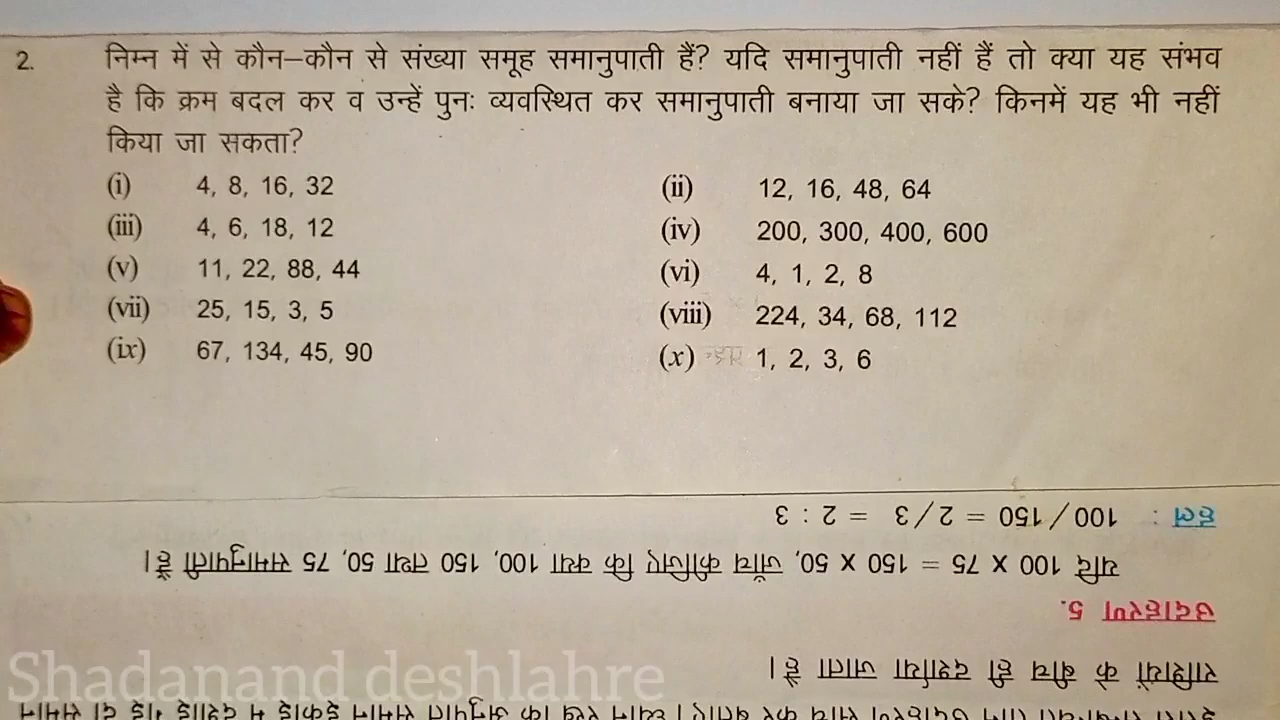 2. निम्न में से कौन–कौन से संख्या समूह समानुपाती हैं? यदि समानुपाती नहीं हैं तो क्या यह संभव
है कि क्रम बदल कर व उन्हें पुनः व्यवस्थित कर समानुपाती बनाया जा सके? किनमें यह भी नहीं
किया जा सकता?
(i) 4, 8, 16, 32 (ii) 12, 16, 48, 64
(iii) 4, 6, 18, 12 (iv) 200, 300, 400, 600
(v) 11, 22, 88, 44 (vi) 4, 1, 2, 8
(vii) 25, 15, 3, 5 (viii) 224, 34, 68, 112
(ix) 67, 134, 45, 90 (x) 1, 2, 3, 6
हल : 100/150 = 2/3 = 2 : 3
यदि 100 × 75 = 150 × 50, जाँच कीजिए कि क्या 100, 150 तथा 50, 75 समानुपाती हैं।
उदाहरण 5.
राशियों के बीच ही दर्शाया जाता है।
Shadanand deshlahre